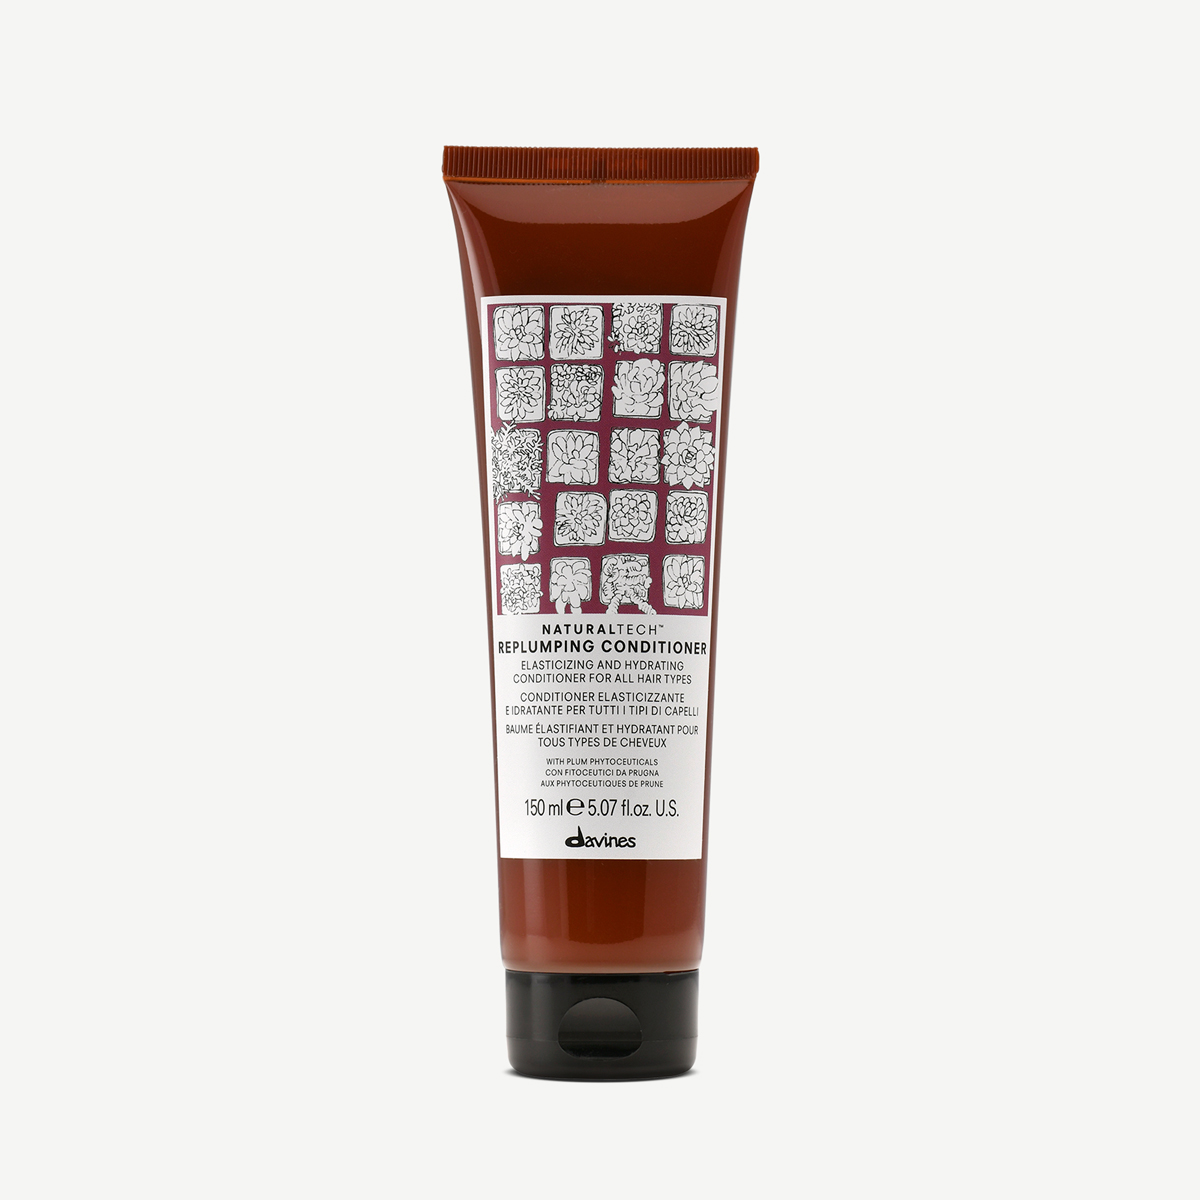 NATURALTECH™
REPLUMPING CONDITIONER
ELASTICIZING AND HYDRATING
CONDITIONER FOR ALL HAIR TYPES
CONDITIONER ELASTICIZZANTE
E IDRATANTE PER TUTTI I TIPI DI CAPELLI
BAUME ÉLASTIFIANT ET HYDRATANT POUR
TOUS TYPES DE CHEVEUX
WITH PLUM PHYTOCEUTICALS
CON FITOCEUTICI DA PRUGNA
AUX PHYTOCEUTIQUES DE PRUNE
150 ml ℮ 5.07 fl.oz. U.S.
davines